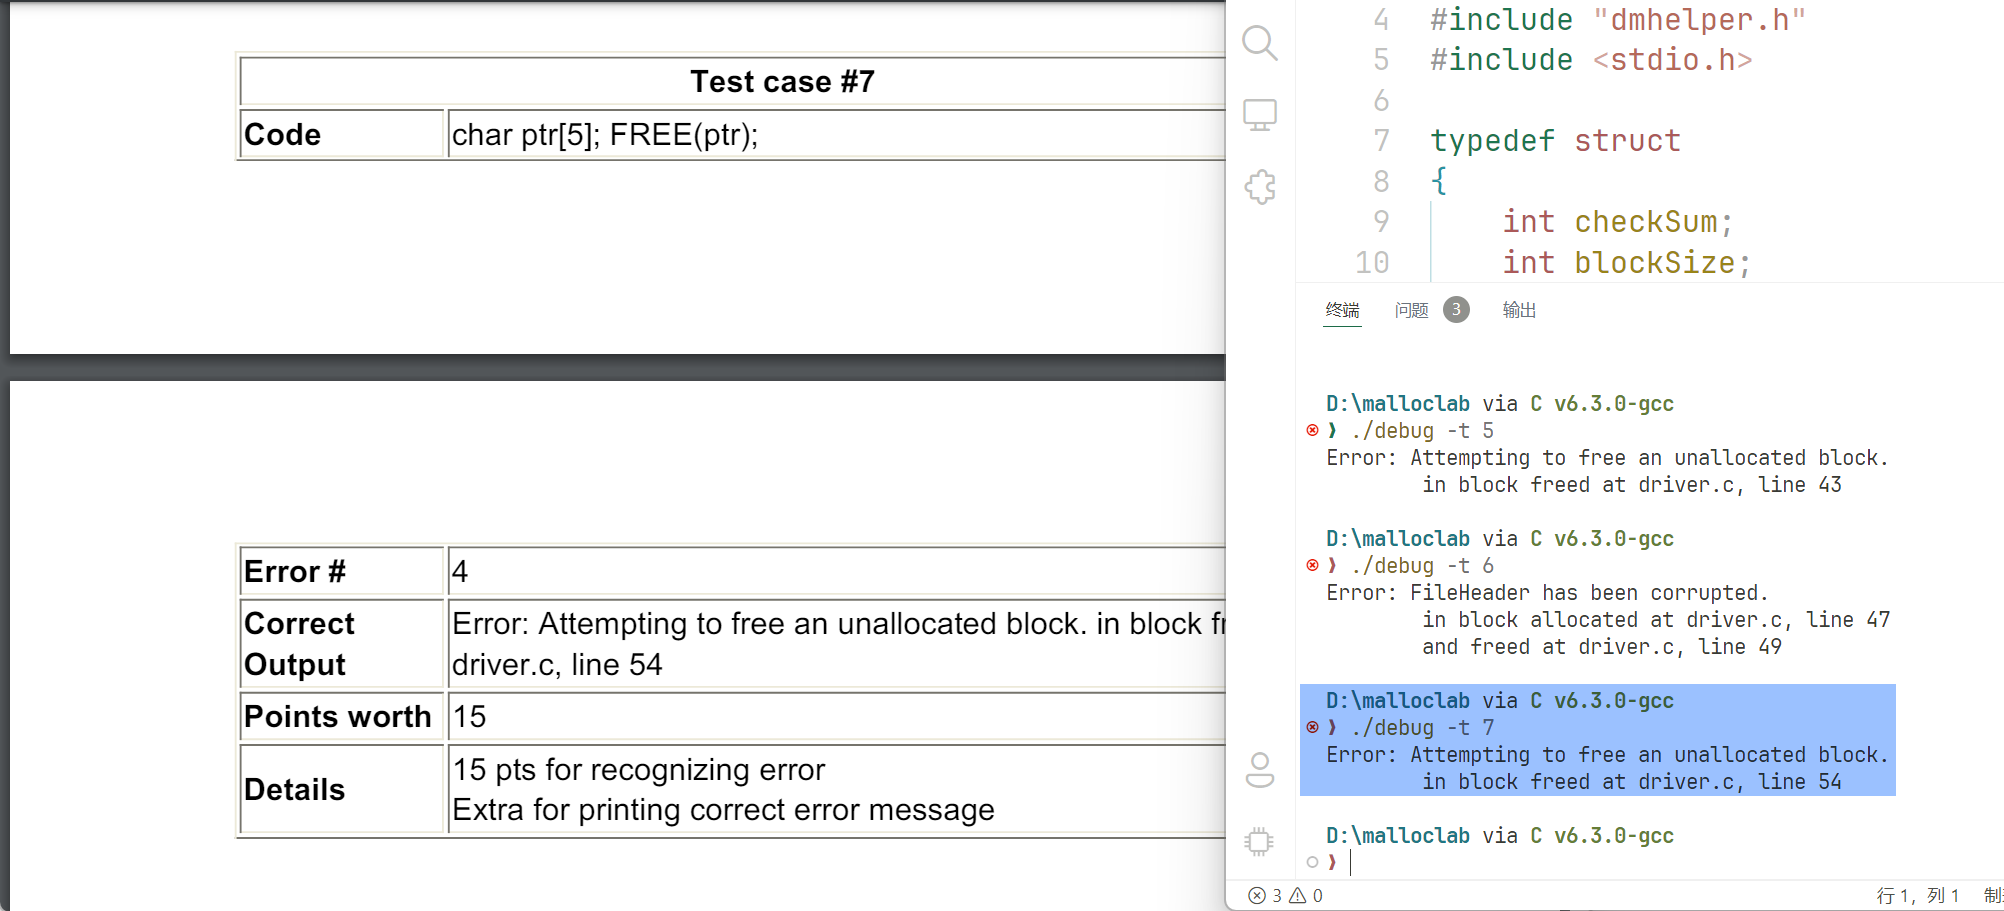 Test case #7
Code
char ptr[5]; FREE(ptr);
Error #
4
Correct
Output
Error: Attempting to free an unallocated block. in block
driver.c, line 54
Points worth
15
Details
15 pts for recognizing error
Extra for printing correct error message
4 #include "dmhelper.h"
5 #include <stdio.h>
6
7 typedef struct
8 {
9 int checkSum;
10 int blockSize;
终端 问题 3 输出
D:\malloclab via C v6.3.0-gcc
❯ ./debug -t 5
Error: Attempting to free an unallocated block.
in block freed at driver.c, line 43
D:\malloclab via C v6.3.0-gcc
❯ ./debug -t 6
Error: FileHeader has been corrupted.
in block allocated at driver.c, line 47
and freed at driver.c, line 49
D:\malloclab via C v6.3.0-gcc
❯ ./debug -t 7
Error: Attempting to free an unallocated block.
in block freed at driver.c, line 54
D:\malloclab via C v6.3.0-gcc
❯
3 0 行 1, 列 1